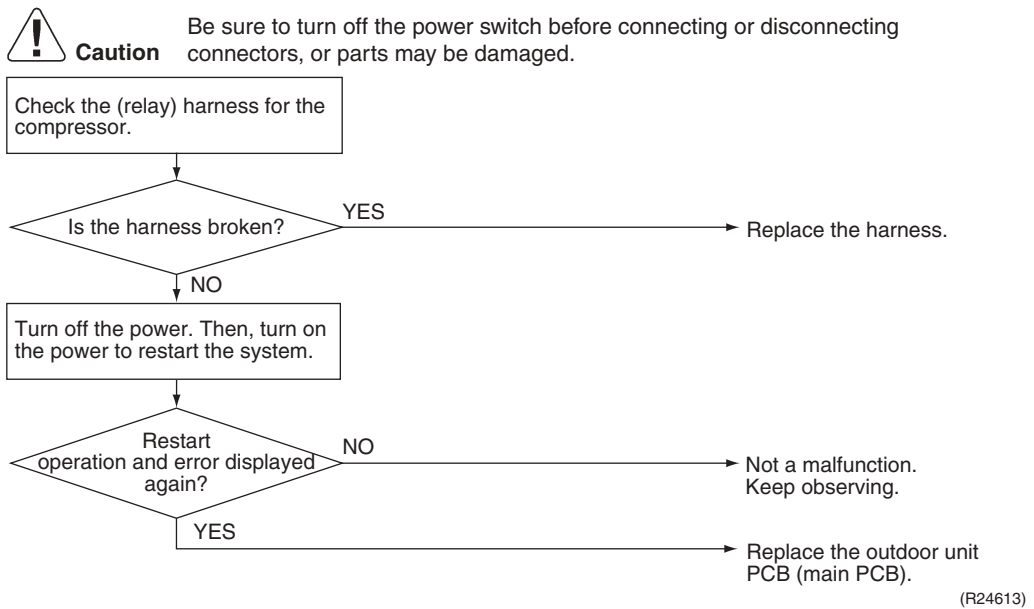 Be sure to turn off the power switch before connecting or disconnecting
Caution connectors, or parts may be damaged.
Check the (relay) harness for the
compressor.
Is the harness broken?
YES
Replace the harness.
NO
Turn off the power. Then, turn on
the power to restart the system.
Restart
operation and error displayed
again?
NO
Not a malfunction.
Keep observing.
YES
Replace the outdoor unit
PCB (main PCB).
(R24613)